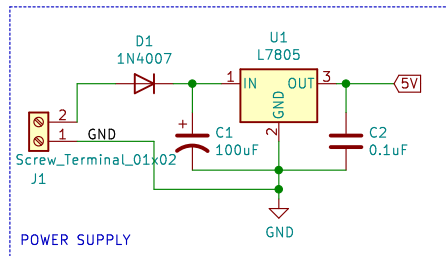 D1
1N4007
U1
L7805
1
IN
OUT
3
5V
GND
2
2
1
GND
+
C1
100uF
C2
0.1uF
Screw_Terminal_01x02
J1
GND
POWER SUPPLY